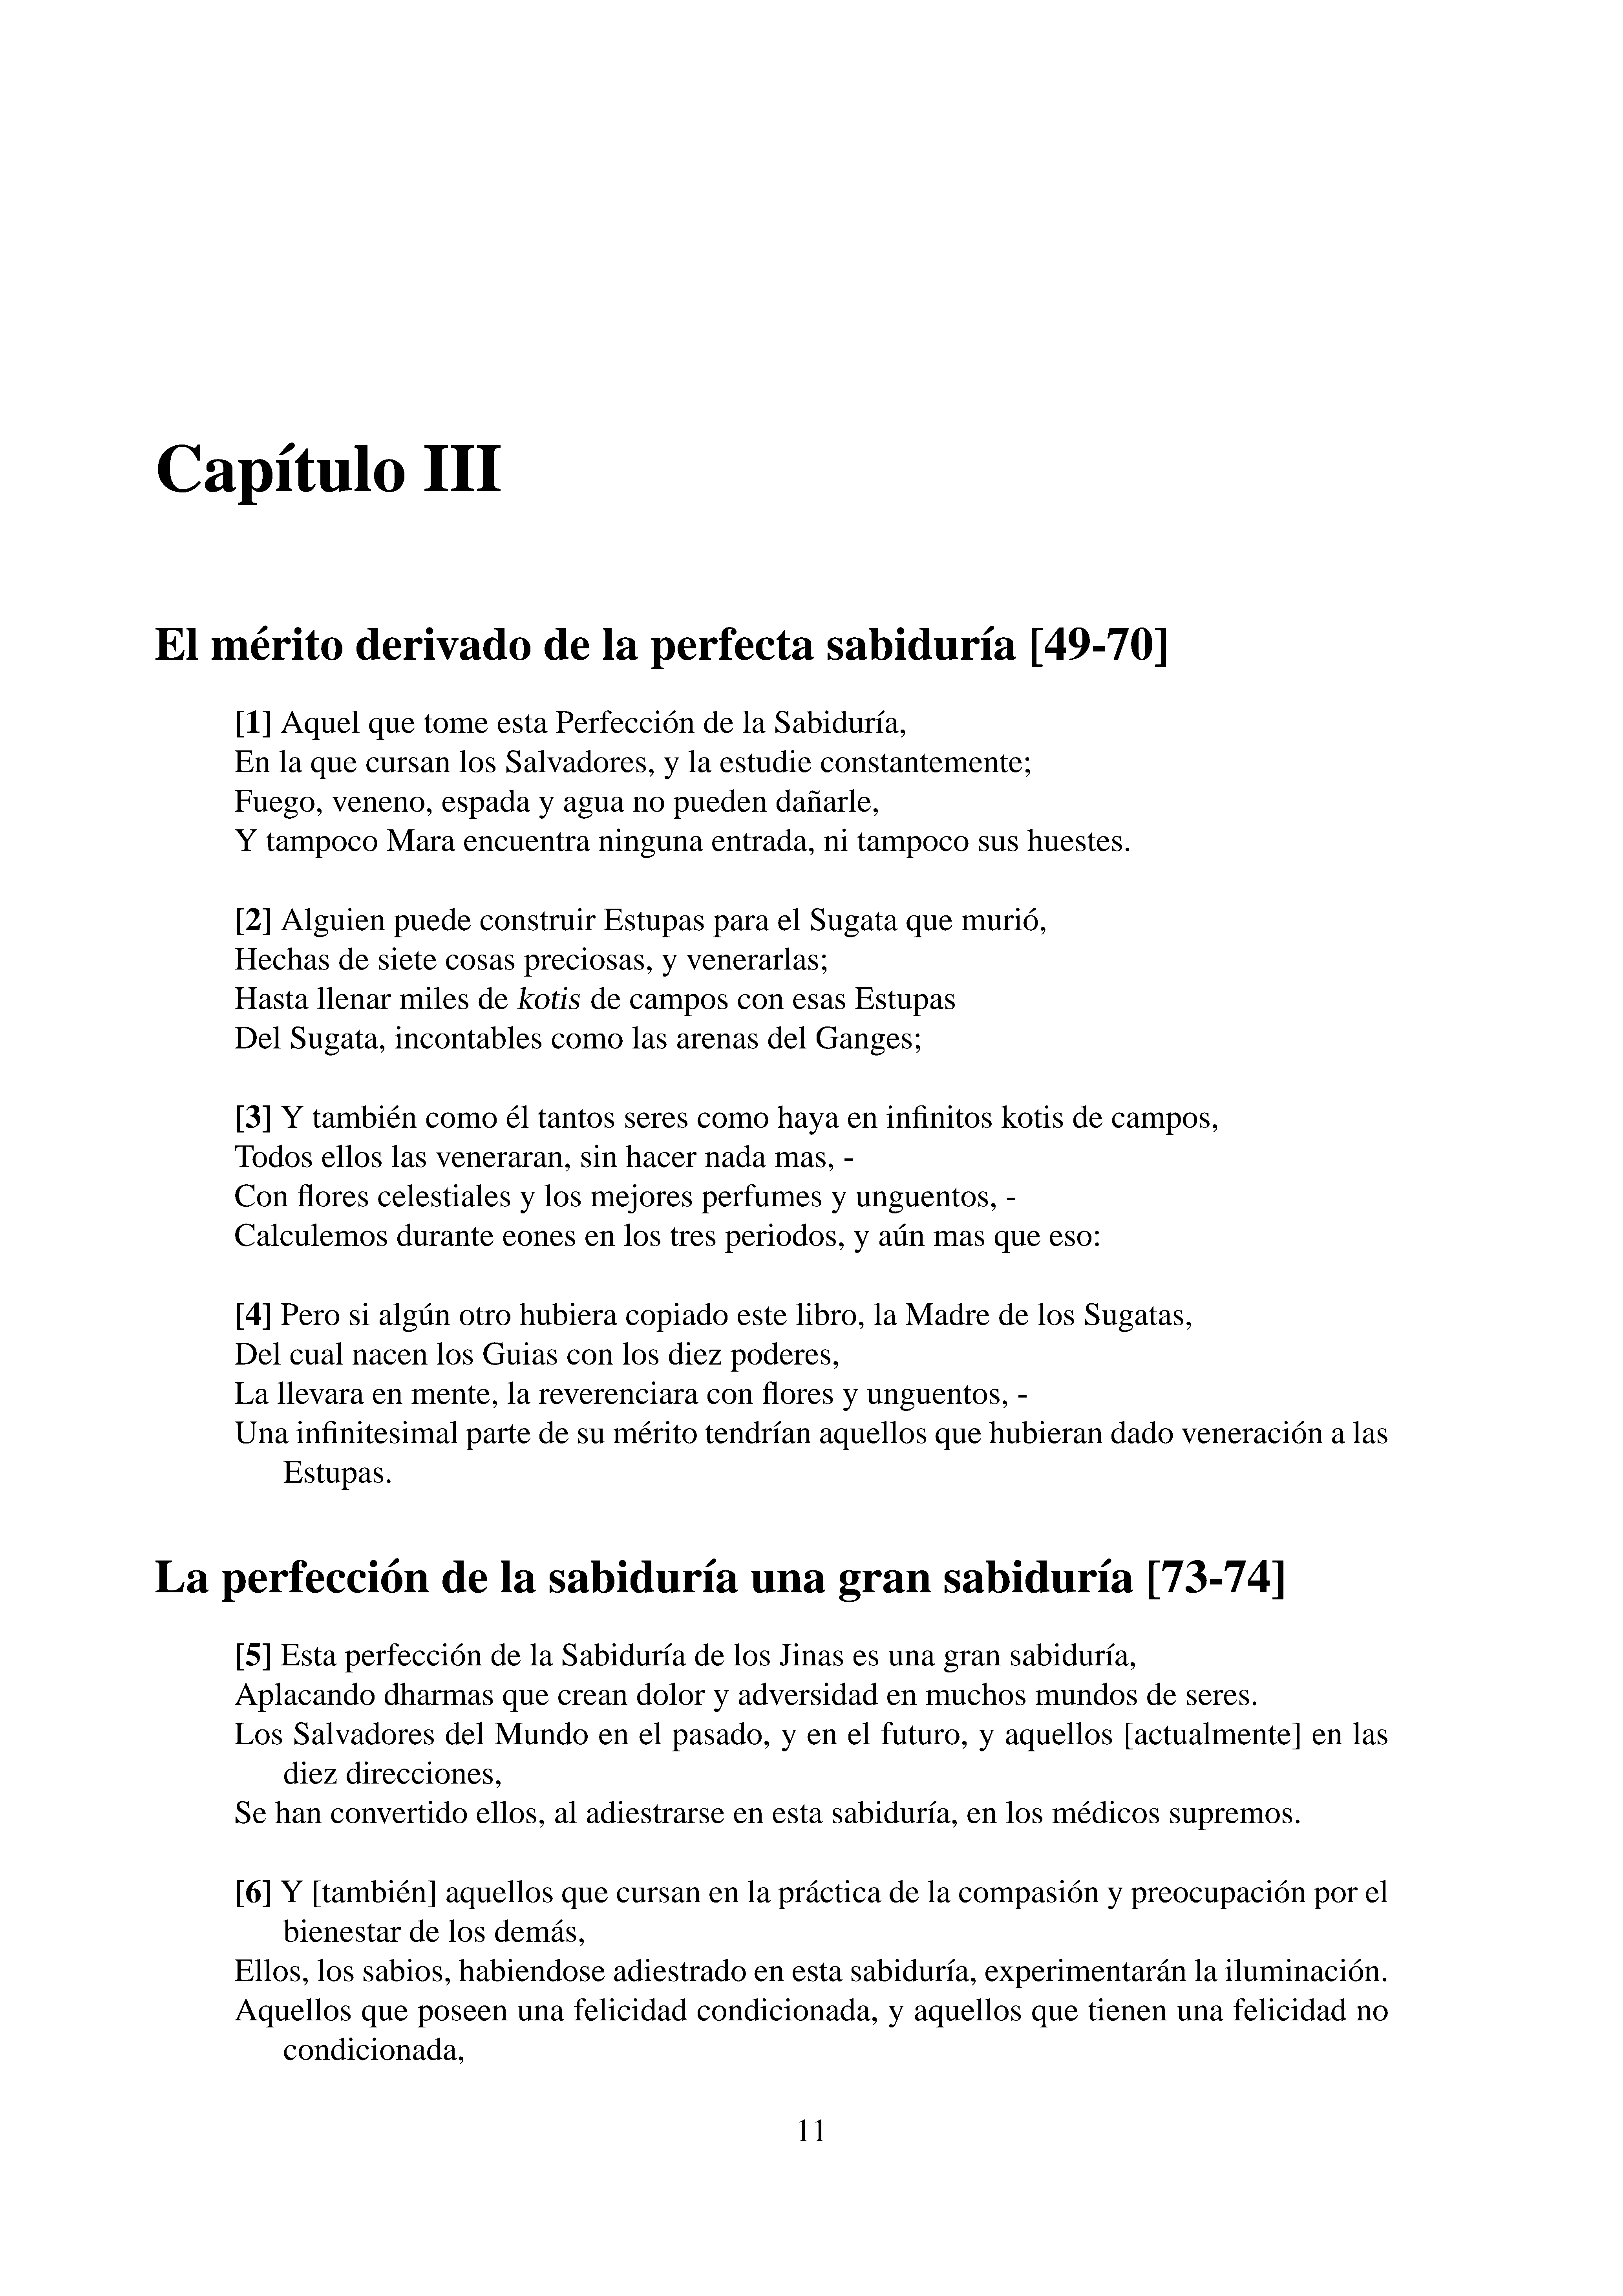 Capítulo III
El mérito derivado de la perfecta sabiduría [49-70]
[1] Aquel que tome esta Perfección de la Sabiduría,
En la que cursan los Salvadores, y la estudie constantemente;
Fuego, veneno, espada y agua no pueden dañarle,
Y tampoco Mara encuentra ninguna entrada, ni tampoco sus huestes.
[2] Alguien puede construir Estupas para el Sugata que murió,
Hechas de siete cosas preciosas, y venerarlas;
Hasta llenar miles de kotis de campos con esas Estupas
Del Sugata, incontables como las arenas del Ganges;
[3] Y también como él tantos seres como haya en infinitos kotis de campos,
Todos ellos las veneraran, sin hacer nada mas, -
Con flores celestiales y los mejores perfumes y unguentos, -
Calculemos durante eones en los tres periodos, y aún mas que eso:
[4] Pero si algún otro hubiera copiado este libro, la Madre de los Sugatas,
Del cual nacen los Guias con los diez poderes,
La llevara en mente, la reverenciara con flores y unguentos, -
Una infinitesimal parte de su mérito tendrían aquellos que hubieran dado veneración a las
Estupas.
La perfección de la sabiduría una gran sabiduría [73-74]
[5] Esta perfección de la Sabiduría de los Jinas es una gran sabiduría,
Aplacando dharmas que crean dolor y adversidad en muchos mundos de seres.
Los Salvadores del Mundo en el pasado, y en el futuro, y aquellos [actualmente] en las
diez direcciones,
Se han convertido ellos, al adiestrarse en esta sabiduría, en los médicos supremos.
[6] Y [también] aquellos que cursan en la práctica de la compasión y preocupación por el
bienestar de los demás,
Ellos, los sabios, habiendose adiestrado en esta sabiduría, experimentarán la iluminación.
Aquellos que poseen una felicidad condicionada, y aquellos que tienen una felicidad no
condicionada,
11